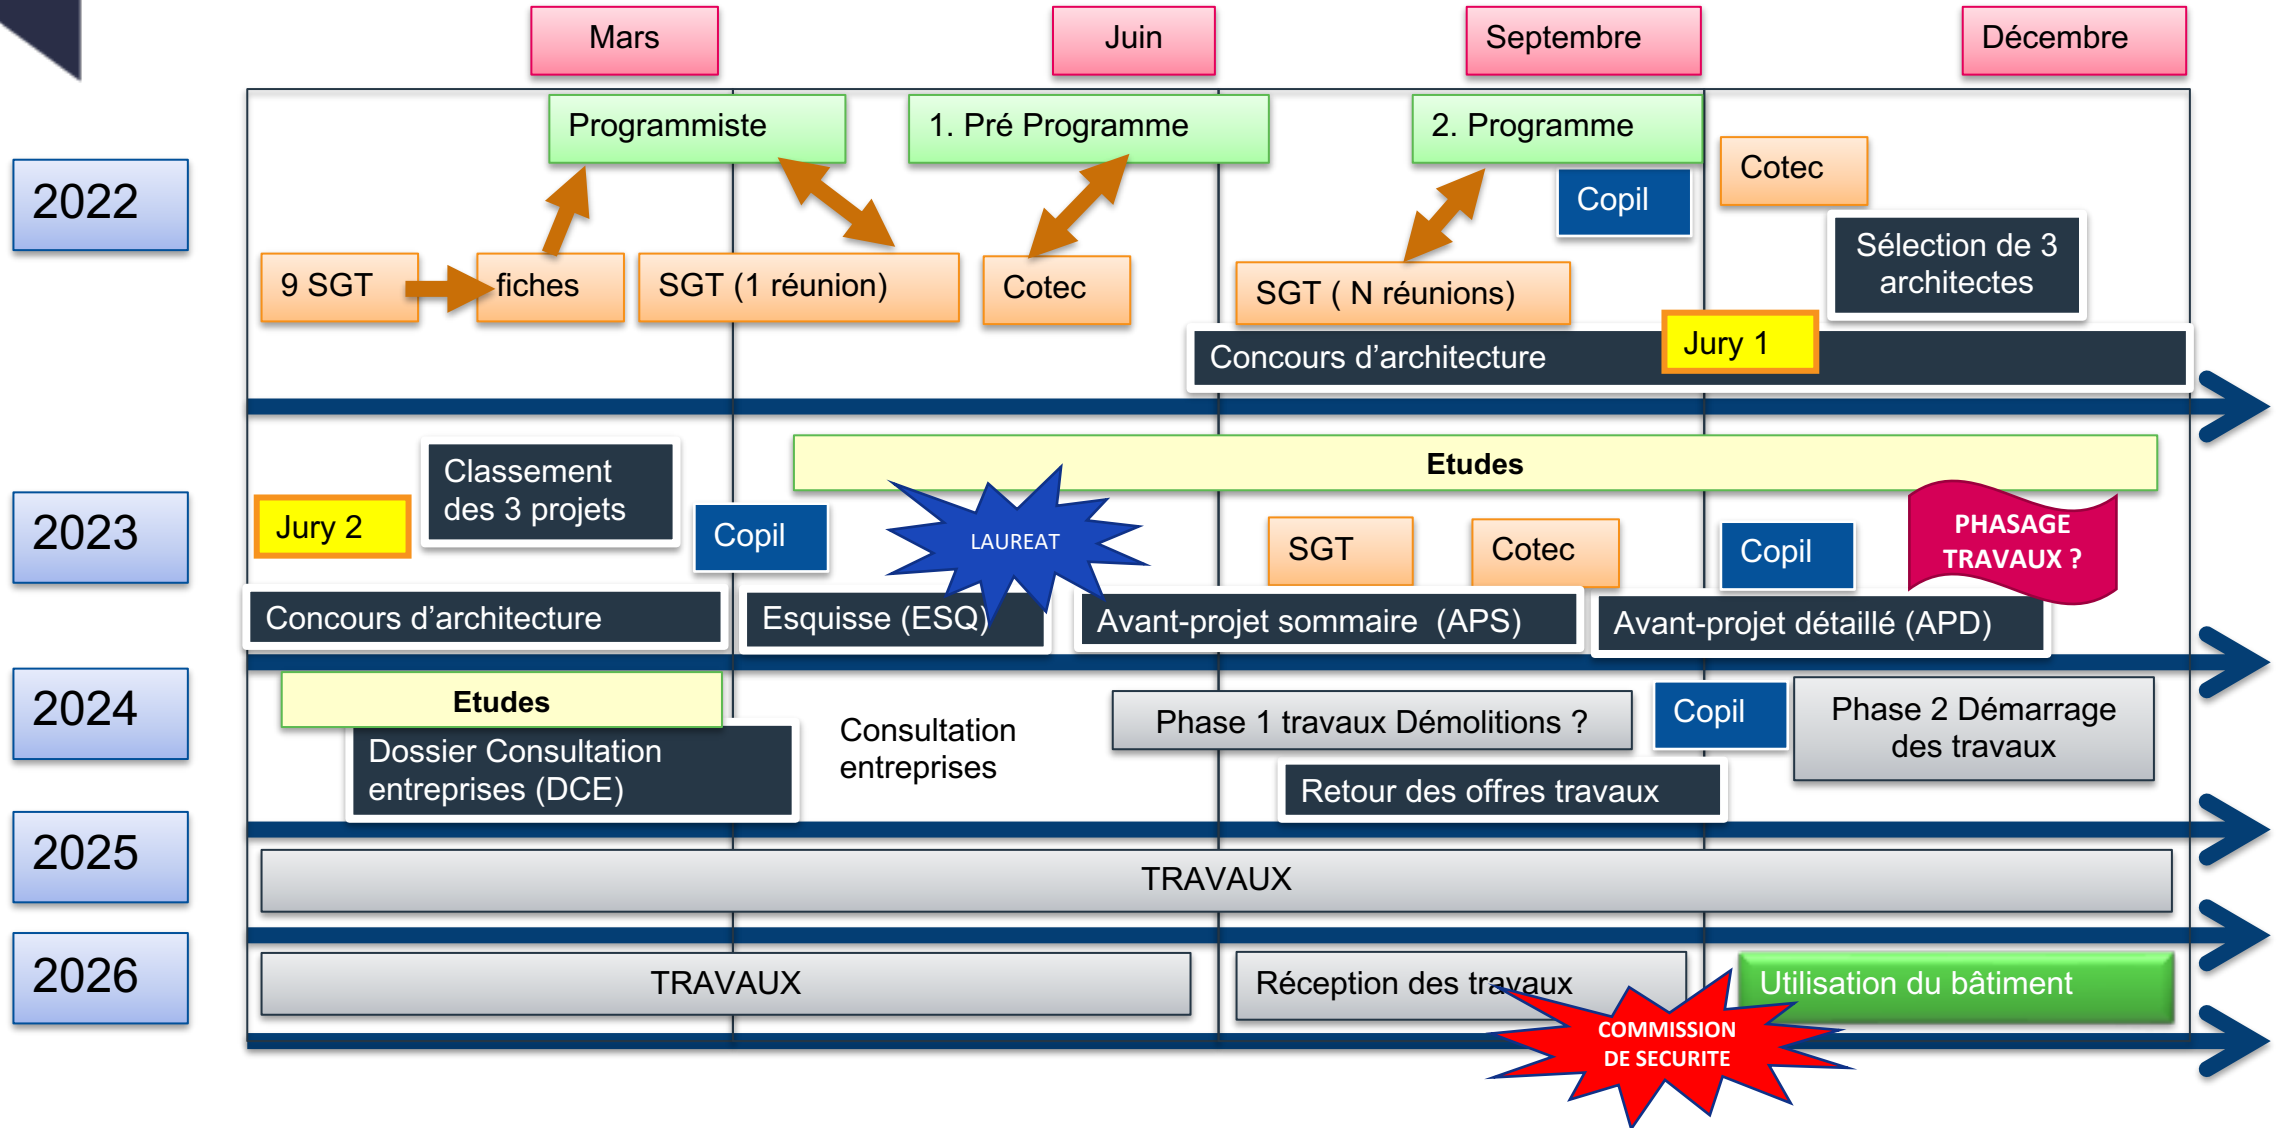 Mars
Juin
Septembre
Décembre
2022
Programmiste
1. Pré Programme
2. Programme
Cotec
Copil
Sélection de 3
architectes
9 SGT
fiches
SGT (1 réunion)
Cotec
SGT ( N réunions)
Concours d’architecture
Jury 1
2023
Etudes
Classement
des 3 projets
Jury 2
Copil
LAUREAT
SGT
Cotec
Copil
PHASAGE
TRAVAUX ?
Concours d’architecture
Esquisse (ESQ)
Avant-projet sommaire (APS)
Avant-projet détaillé (APD)
2024
Etudes
Dossier Consultation
entreprises (DCE)
Consultation
entreprises
Phase 1 travaux Démolitions ?
Copil
Phase 2 Démarrage
des travaux
Retour des offres travaux
2025
TRAVAUX
2026
TRAVAUX
Réception des travaux
Utilisation du bâtiment
COMMISSION
DE SECURITE